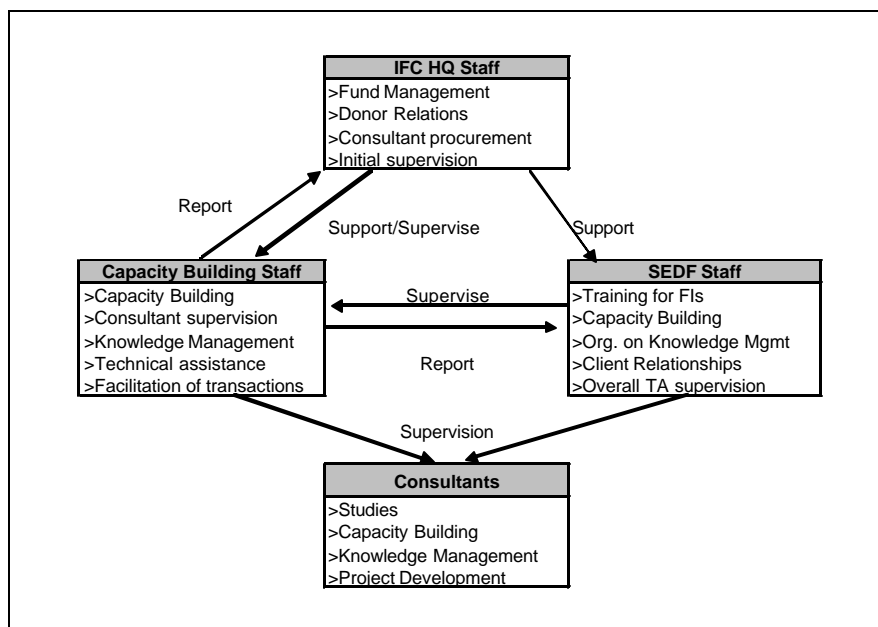 IFC HQ Staff
>Fund Management
>Donor Relations
>Consultant procurement
>Initial supervision
Report
Support/Supervise
Support
Capacity Building Staff
>Capacity Building
>Consultant supervision
>Knowledge Management
>Technical assistance
>Facilitation of transactions
Supervise
Report
SEDF Staff
>Training for FIs
>Capacity Building
>Org. on Knowledge Mgmt
>Client Relationships
>Overall TA supervision
Supervision
Consultants
>Studies
>Capacity Building
>Knowledge Management
>Project Development